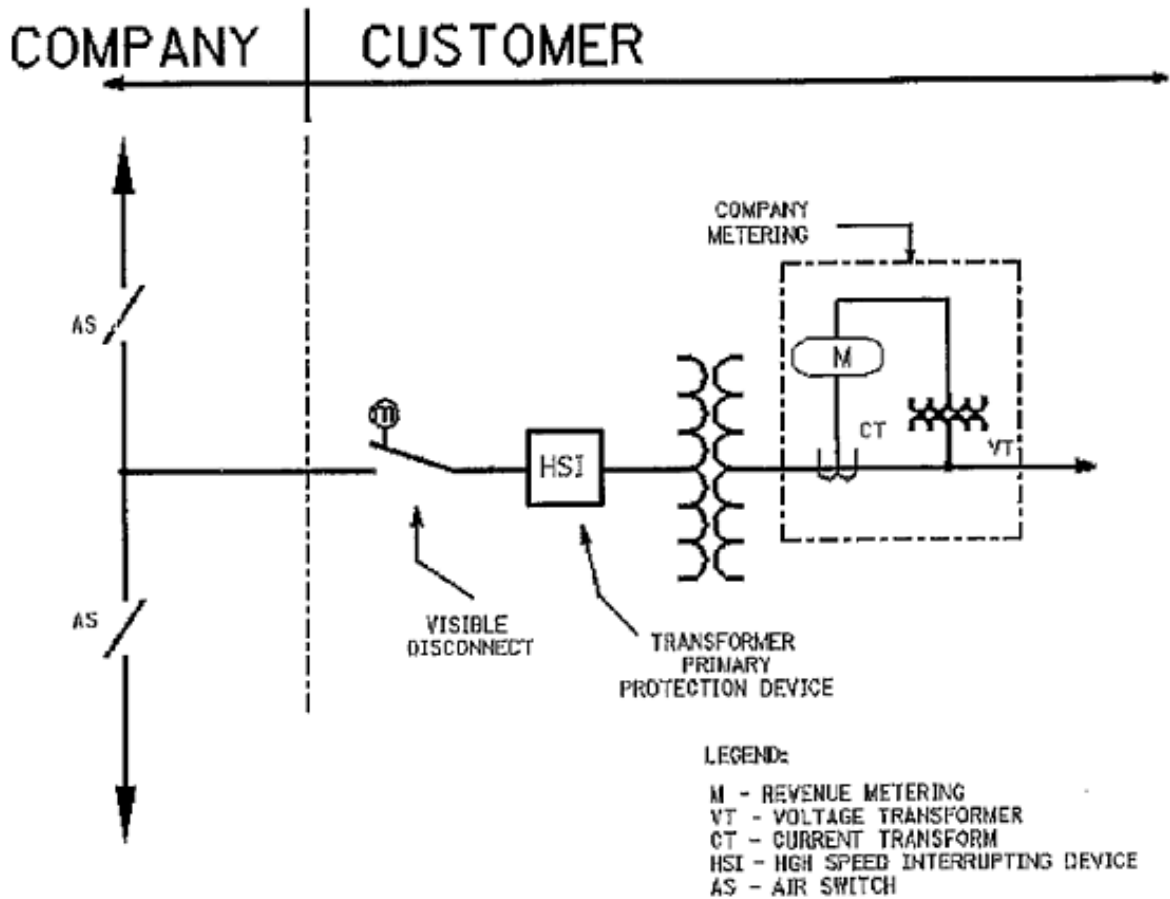 COMPANY CUSTOMER
COMPANY
METERING
AS
M
m
CT
VT
HSI
AS
VISIBLE
DISCONNECT
TRANSFORMER
PRIMARY
PROTECTION DEVICE
LEGEND:
M - REVENUE METERING
VT - VOLTAGE TRANSFORMER
CT - CURRENT TRANSFORM
HSI - HGH SPEED INTERRUPTING DEVICE
AS - AIR SWITCH